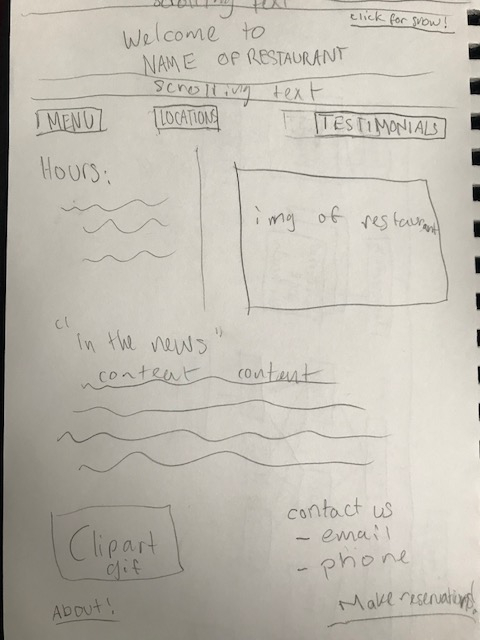 scrolling text
click for snow!
Welcome to
NAME OF RESTAURANT
scrolling text
MENU LOCATIONS TESTIMONIALS
Hours:
img of restaurant
"in the news"
content content
Clipart
gif
contact us
- email
- phone
About!
Make reservations!